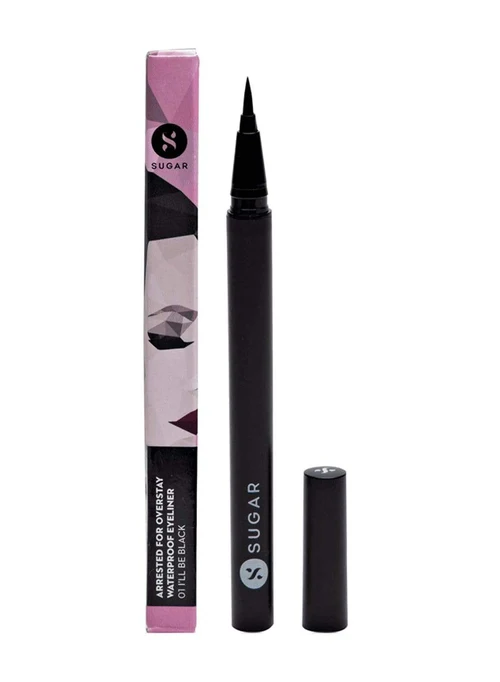 SUGAR
ARRESTED FOR OVERSTAY
WATERPROOF EYELINER
01 I'LL BE BLACK
SUGAR